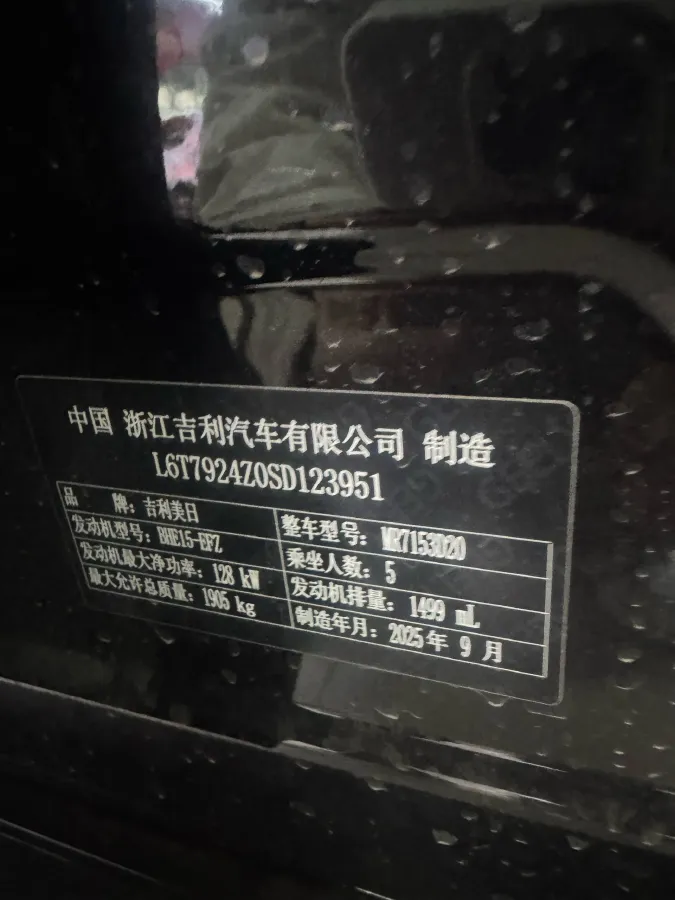 中国 浙江吉利汽车有限公司 制造
L6T7924Z0SD123951
品 牌：吉利美日 整车型号：MR7153D20
发动机型号：BHE15-EFZ 乘坐人数：5
发动机最大净功率：128 kW 发动机排量：1499 mL
最大允许总质量：1905 kg 制造年月：2025年 9 月